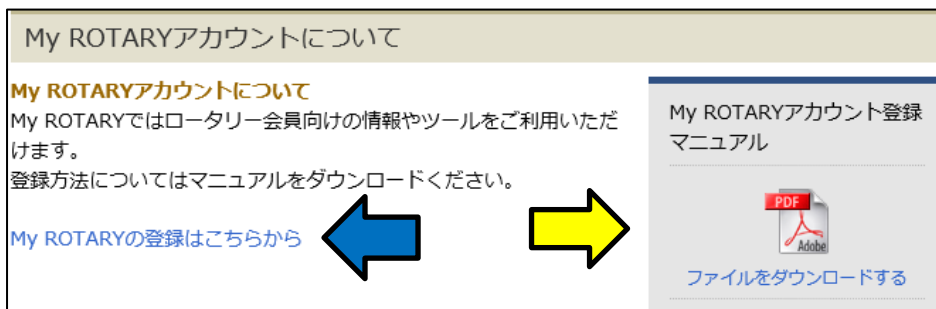 My ROTARYアカウントについて
My ROTARYアカウントについて
My ROTARYではロータリー会員向けの情報やツールをご利用いただ
けます。
登録方法についてはマニュアルをダウンロードください。
My ROTARYの登録はこちらから
My ROTARYアカウント登録
マニュアル
PDF
Adobe
ファイルをダウンロードする